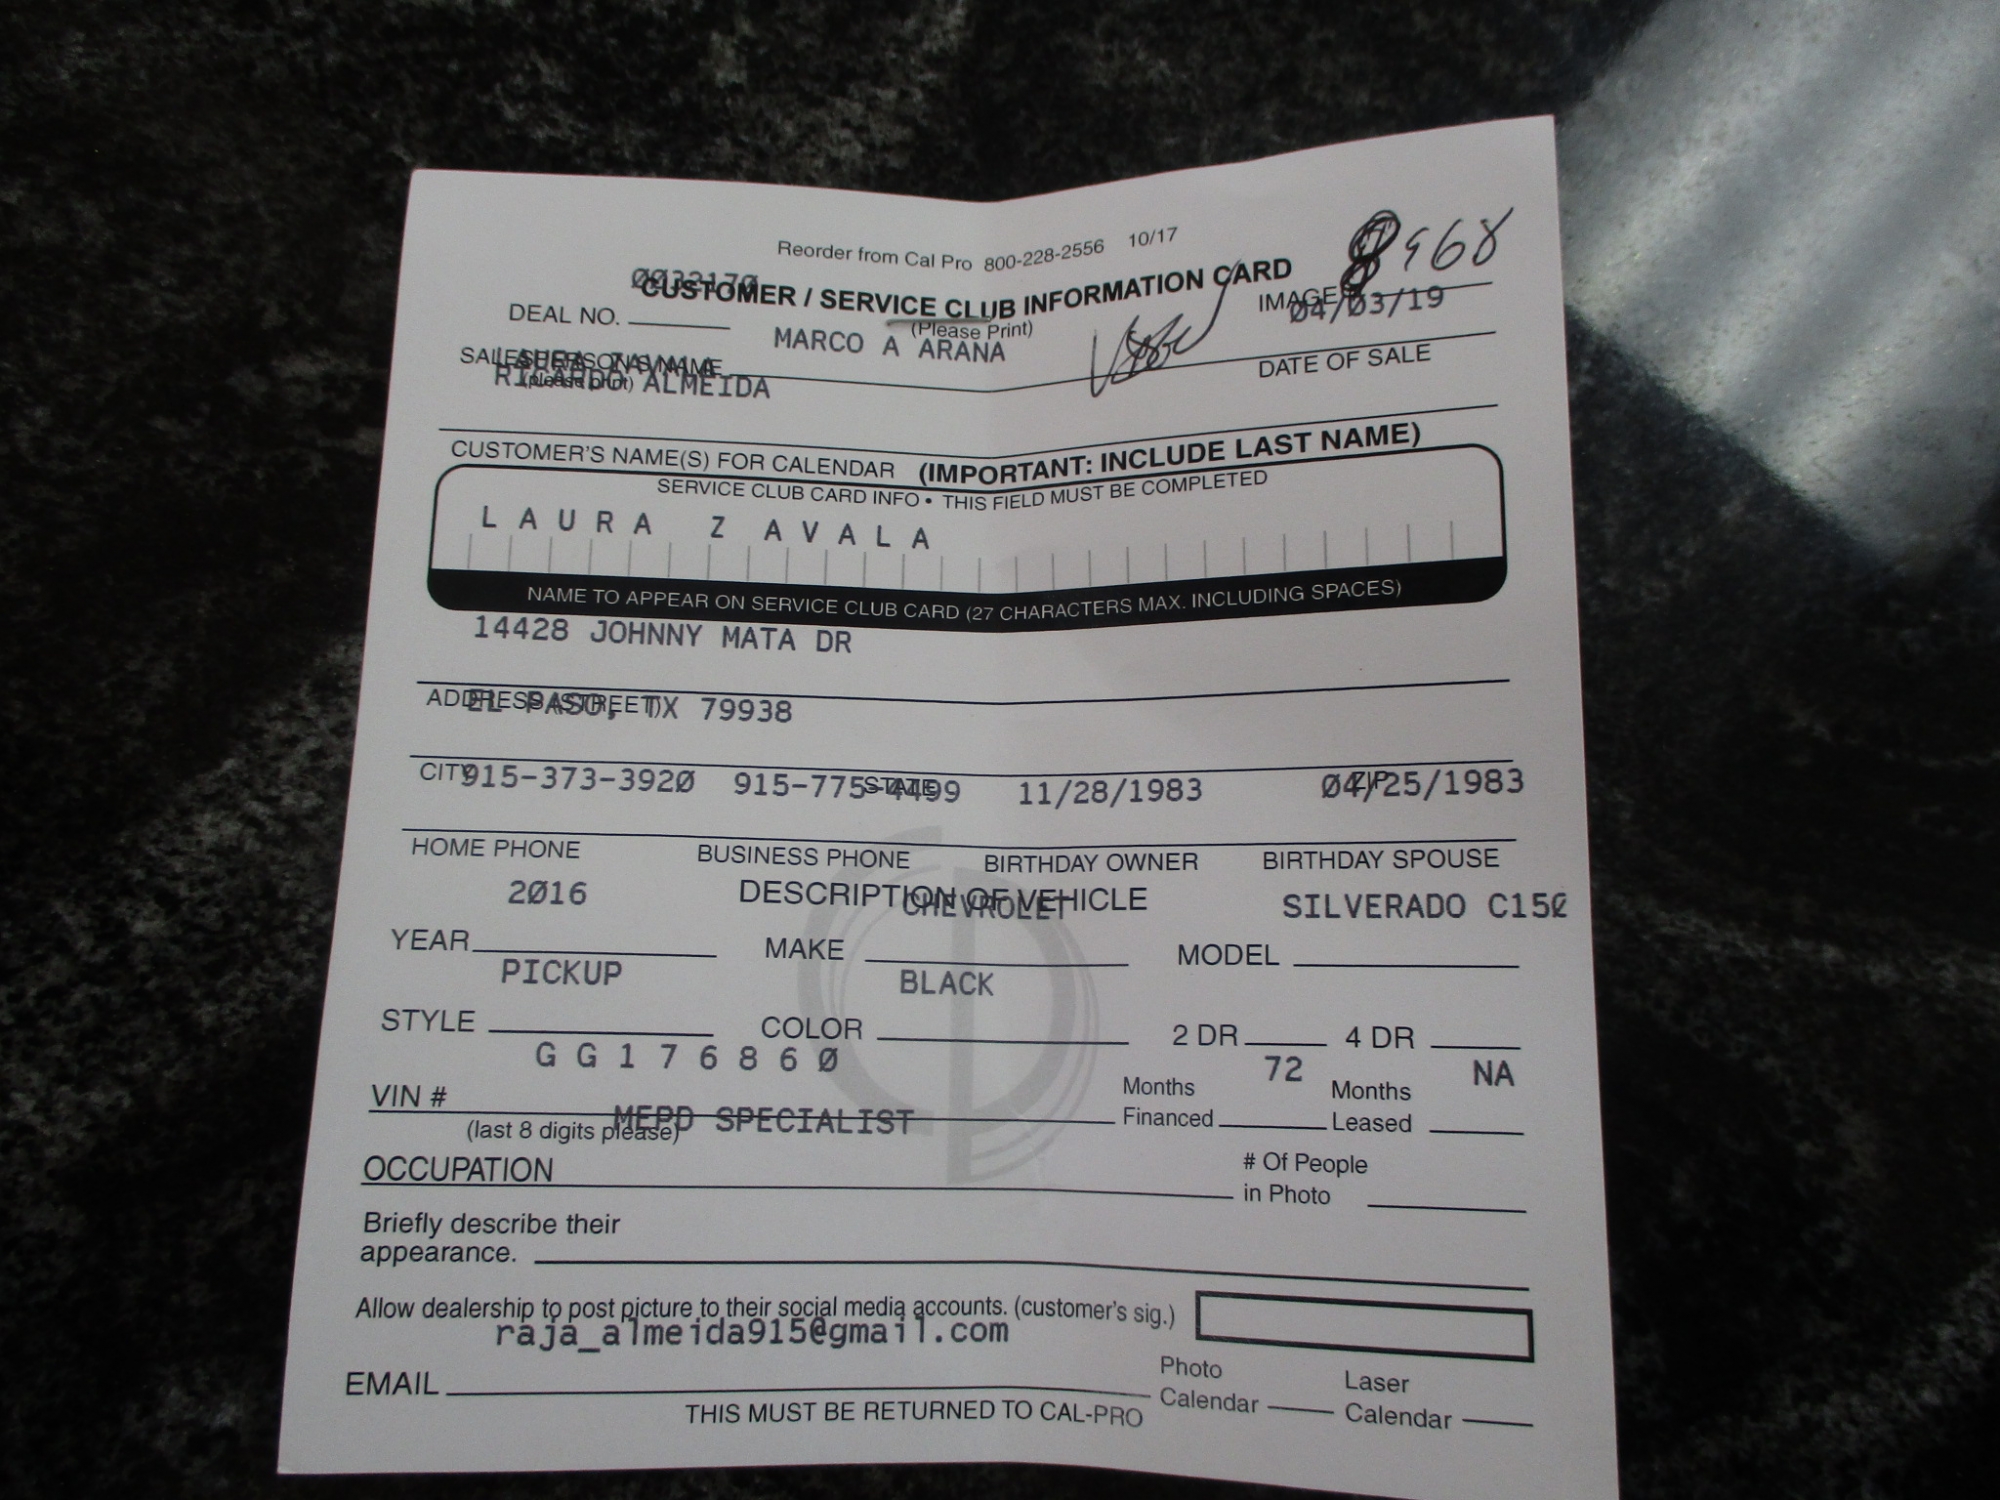 Reorder from Cal Pro 800-228-2556 10/17
0032170
CUSTOMER / SERVICE CLUB INFORMATION CARD
(Please Print)
DEAL NO.
IMAGE#
04/03/19
MARCO A ARANA
SALESPERSON'S NAME
(please print)
DATE OF SALE
LAURA ZAVALA
RICARDO ALMEIDA
CUSTOMER'S NAME(S) FOR CALENDAR (IMPORTANT: INCLUDE LAST NAME)
SERVICE CLUB CARD INFO • THIS FIELD MUST BE COMPLETED
LAURA ZAVALA
NAME TO APPEAR ON SERVICE CLUB CARD (27 CHARACTERS MAX. INCLUDING SPACES)
14428 JOHNNY MATA DR
ADDRESS (STREET)
EL PASO, TX 79938
CITY STATE ZIP
915-373-3920 915-775-4499 11/28/1983 04/25/1983
HOME PHONE BUSINESS PHONE BIRTHDAY OWNER BIRTHDAY SPOUSE
DESCRIPTION OF VEHICLE
2016 CHEVROLET SILVERADO C150
YEAR MAKE MODEL
PICKUP BLACK
STYLE COLOR 2 DR 4 DR
GG176860 72 NA
VIN # Months Financed Months Leased
(last 8 digits please)
MEPD SPECIALIST
OCCUPATION # Of People in Photo
Briefly describe their
appearance.
Allow dealership to post picture to their social media accounts. (customer's sig.)
raja_almeida915@gmail.com
EMAIL Photo Calendar Laser Calendar
THIS MUST BE RETURNED TO CAL-PRO